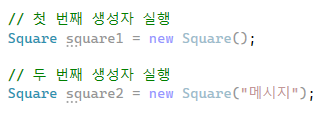 // 첫 번째 생성자 실행
Square square1 = new Square();
// 두 번째 생성자 실행
Square square2 = new Square("메시지");